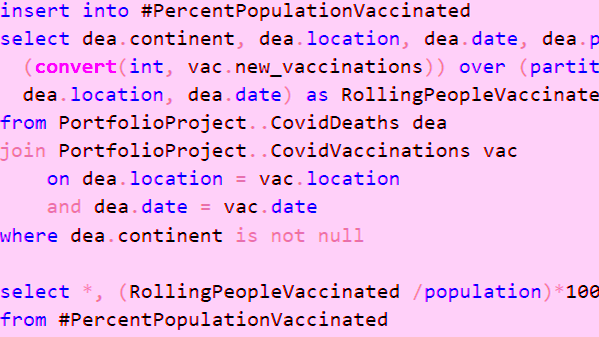 insert into #PercentPopulationVaccinated
select dea.continent, dea.location, dea.date, dea.p
(convert(int, vac.new_vaccinations)) over (partit
dea.location, dea.date) as RollingPeopleVaccinate
from PortfolioProject..CovidDeaths dea
join PortfolioProject..CovidVaccinations vac
on dea.location = vac.location
and dea.date = vac.date
where dea.continent is not null
select *, (RollingPeopleVaccinated /population)*100
from #PercentPopulationVaccinated